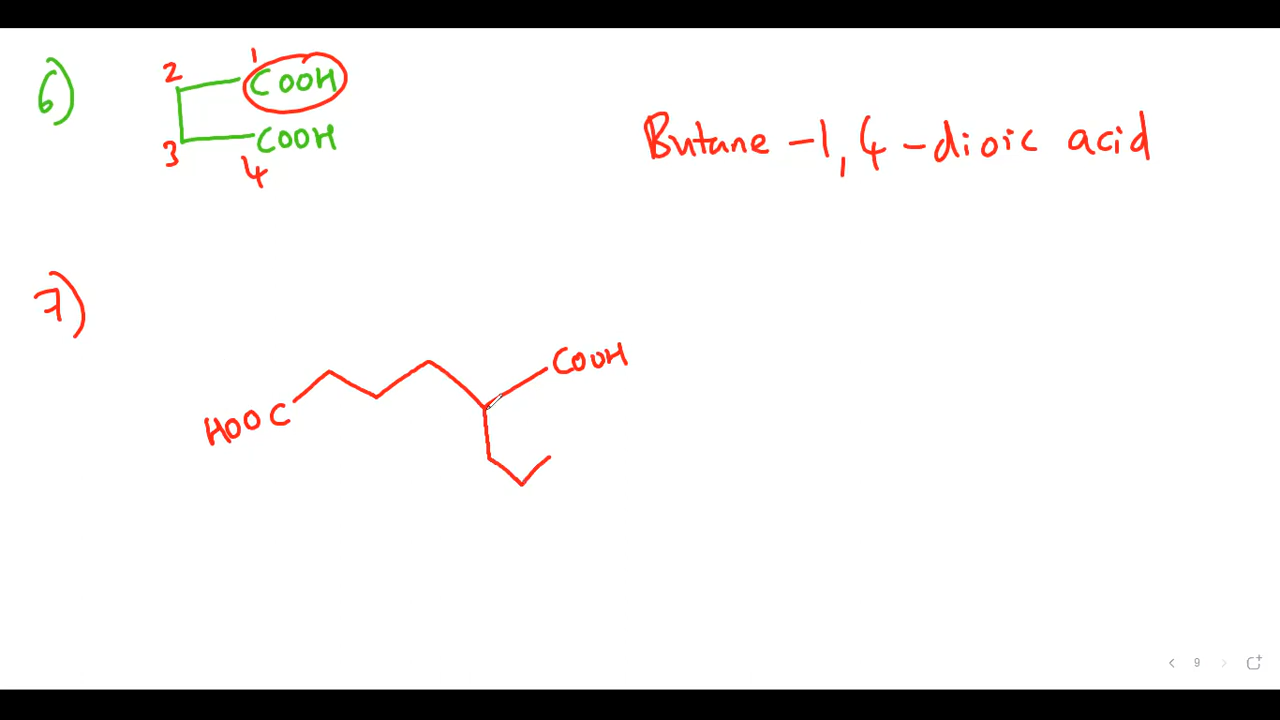 6)
2
1
COOH
Butane -1,4-dioic acid
3
COOH
4
7)
COOH
HOOC
< 9 >